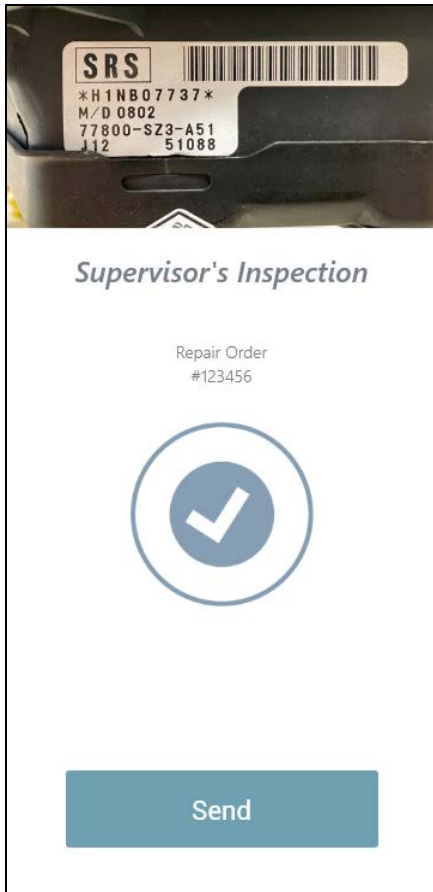 SRS
*H1NB07737*
M/D 0802
77800-SZ3-A51
J12 51088
Supervisor's Inspection
Repair Order
#123456
Send